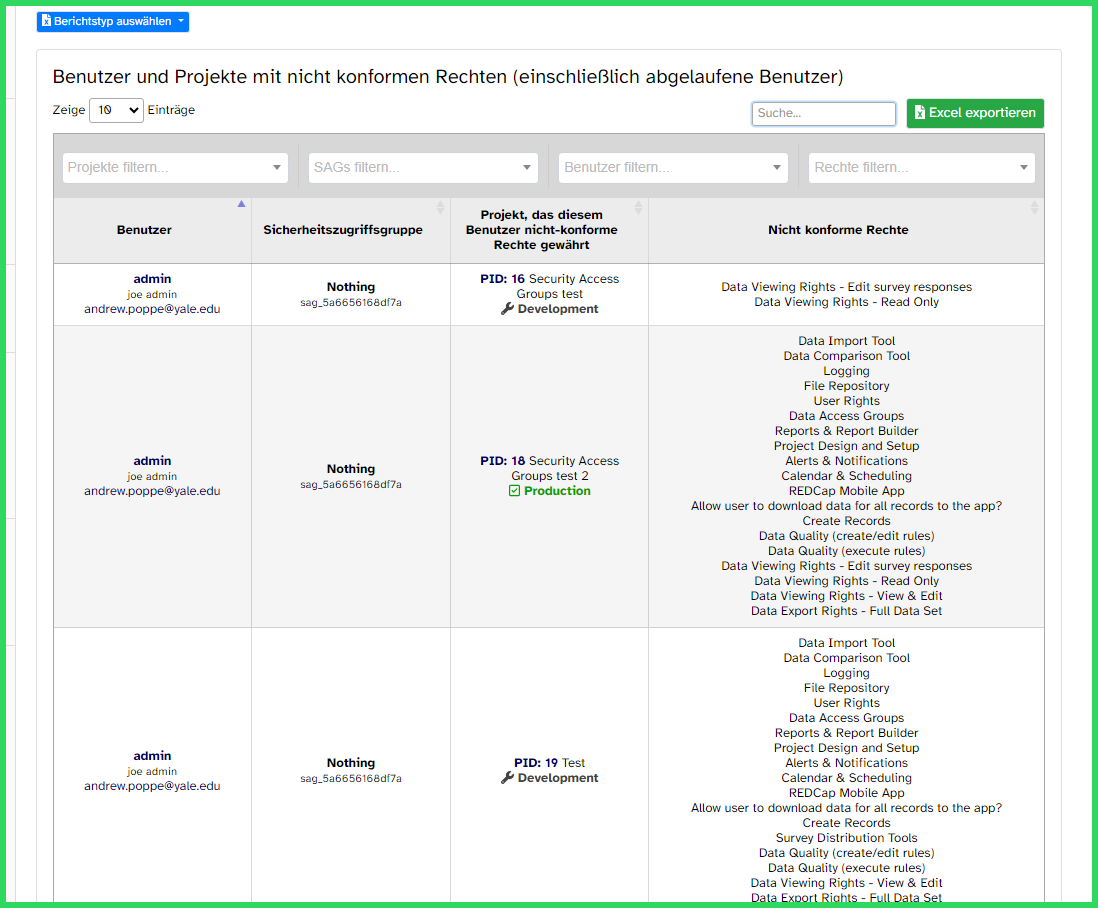 Berichtstyp auswählen
Benutzer und Projekte mit nicht konformen Rechten (einschließlich abgelaufene Benutzer)
Zeige 10 Einträge
Suche...
Excel exportieren
Projekte filtern...
SAGs filtern...
Benutzer filtern...
Rechte filtern...
Benutzer
Sicherheitszugriffsgruppe
Projekt, das diesem
Benutzer nicht-konforme
Rechte gewährt
Nicht konforme Rechte
admin
joe admin
andrew.poppe@yale.edu
Nothing
sag_5a6656168df7a
PID: 16 Security Access
Groups test
Development
Data Viewing Rights - Edit survey responses
Data Viewing Rights - Read Only
admin
joe admin
andrew.poppe@yale.edu
Nothing
sag_5a6656168df7a
PID: 18 Security Access
Groups test 2
Production
Data Import Tool
Data Comparison Tool
Logging
File Repository
User Rights
Data Access Groups
Reports & Report Builder
Project Design and Setup
Alerts & Notifications
Calendar & Scheduling
REDCap Mobile App
Allow user to download data for all records to the app?
Create Records
Data Quality (create/edit rules)
Data Quality (execute rules)
Data Viewing Rights - Edit survey responses
Data Viewing Rights - Read Only
Data Viewing Rights - View & Edit
Data Export Rights - Full Data Set
admin
joe admin
andrew.poppe@yale.edu
Nothing
sag_5a6656168df7a
PID: 19 Test
Development
Data Import Tool
Data Comparison Tool
Logging
File Repository
User Rights
Data Access Groups
Reports & Report Builder
Project Design and Setup
Alerts & Notifications
Calendar & Scheduling
REDCap Mobile App
Allow user to download data for all records to the app?
Create Records
Survey Distribution Tools
Data Quality (create/edit rules)
Data Quality (execute rules)
Data Viewing Rights - View & Edit
Data Export Rights - Full Data Set